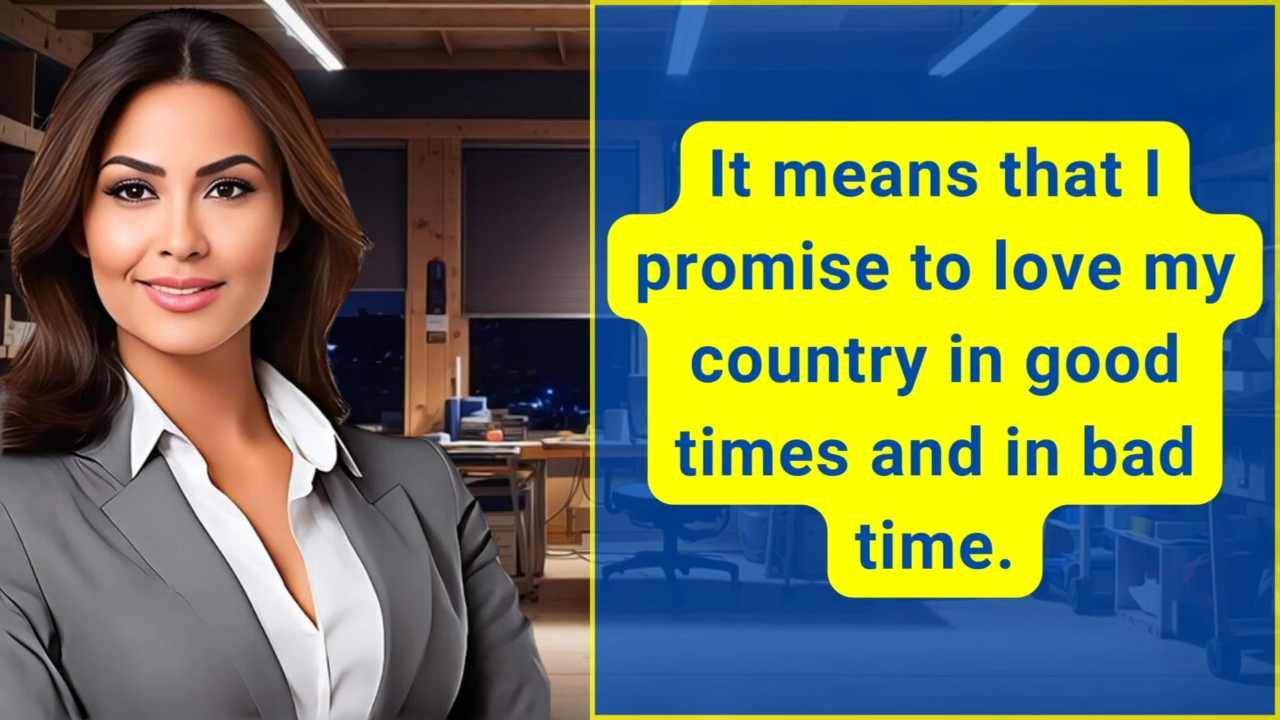 It means that I
promise to love my
country in good
times and in bad
time.